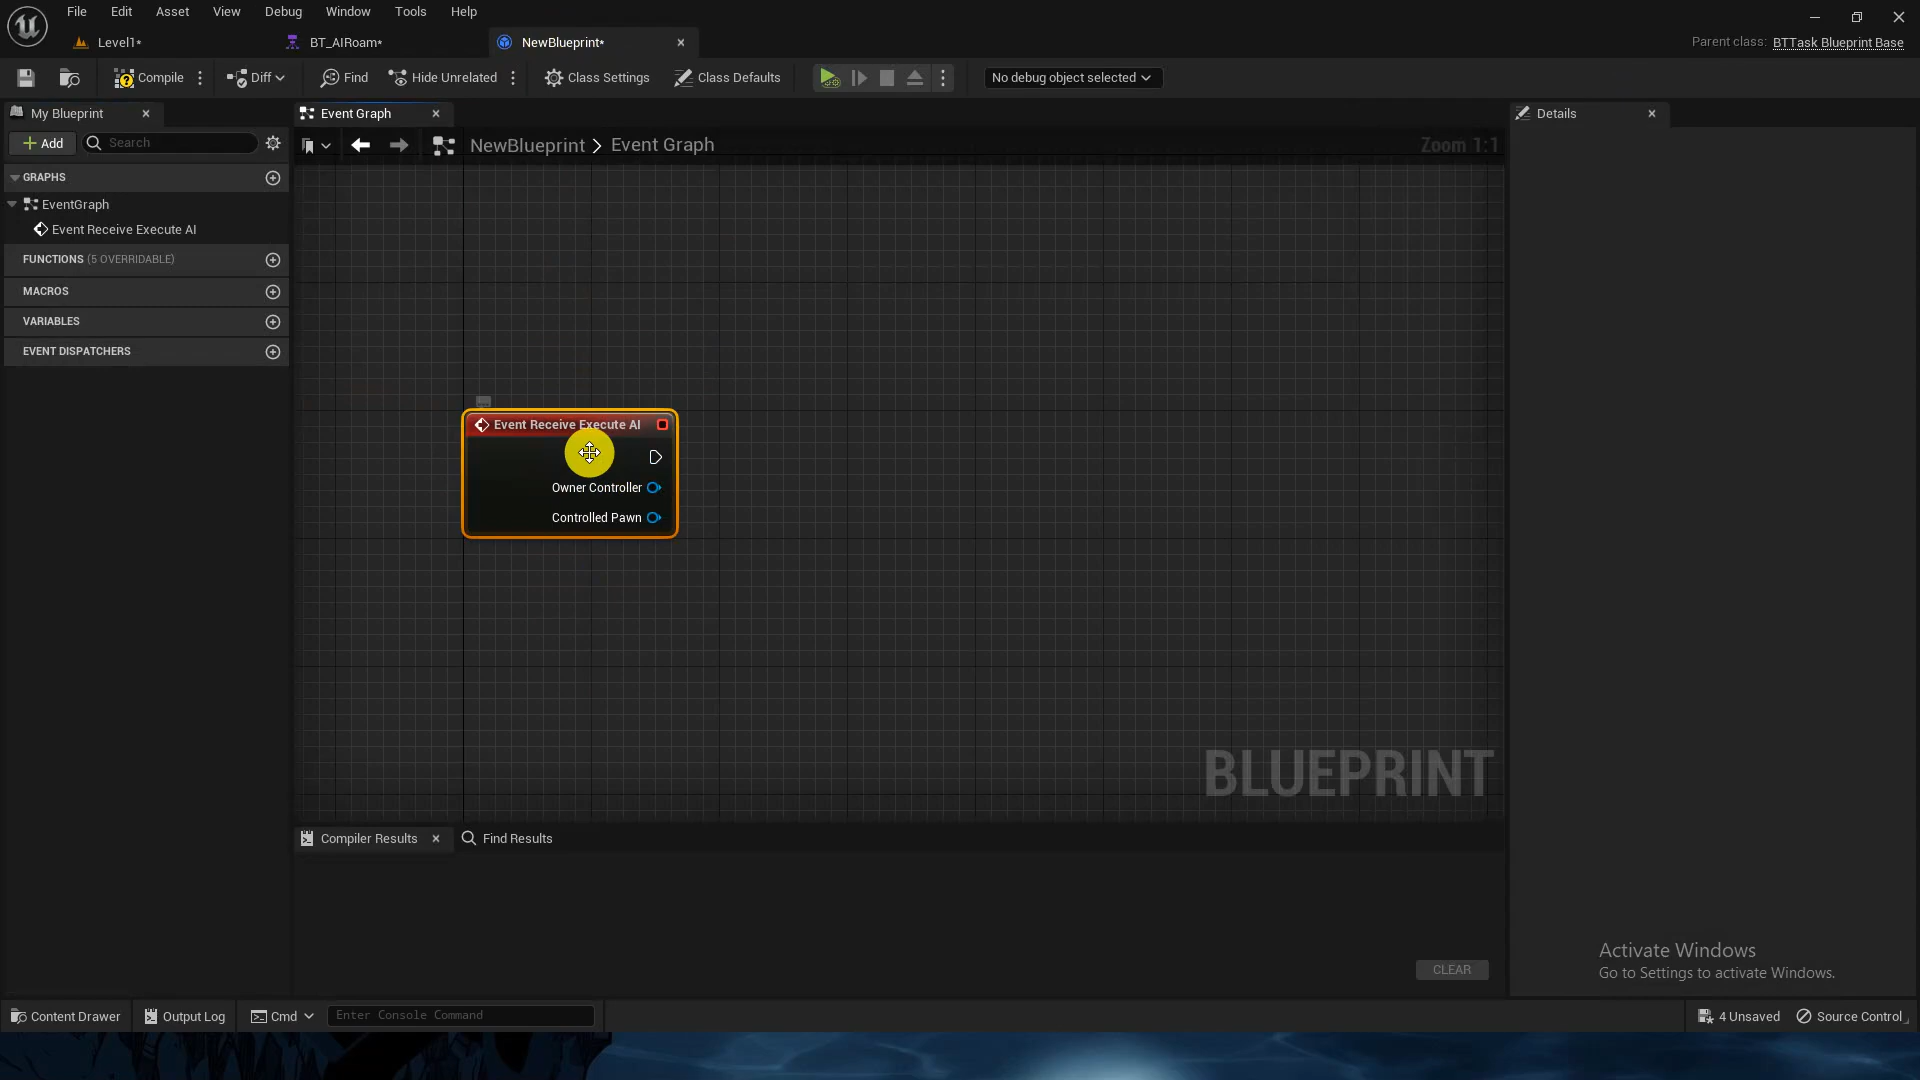 File Edit Asset View Debug Window Tools Help
Level1* BT_AIRoam* NewBlueprint*
Parent class: BTTask Blueprint Base
Compile Diff Find Hide Unrelated Class Settings Class Defaults No debug object selected
My Blueprint
Event Graph
Details
Add Search
NewBlueprint > Event Graph
Zoom 1:1
GRAPHS
EventGraph
Event Receive Execute AI
FUNCTIONS (5 OVERRIDABLE)
MACROS
VARIABLES
EVENT DISPATCHERS
Event Receive Execute AI
Owner Controller
Controlled Pawn
BLUEPRINT
Compiler Results Find Results
CLEAR
Activate Windows
Go to Settings to activate Windows.
Content Drawer Output Log Cmd Enter Console Command 4 Unsaved Source Control